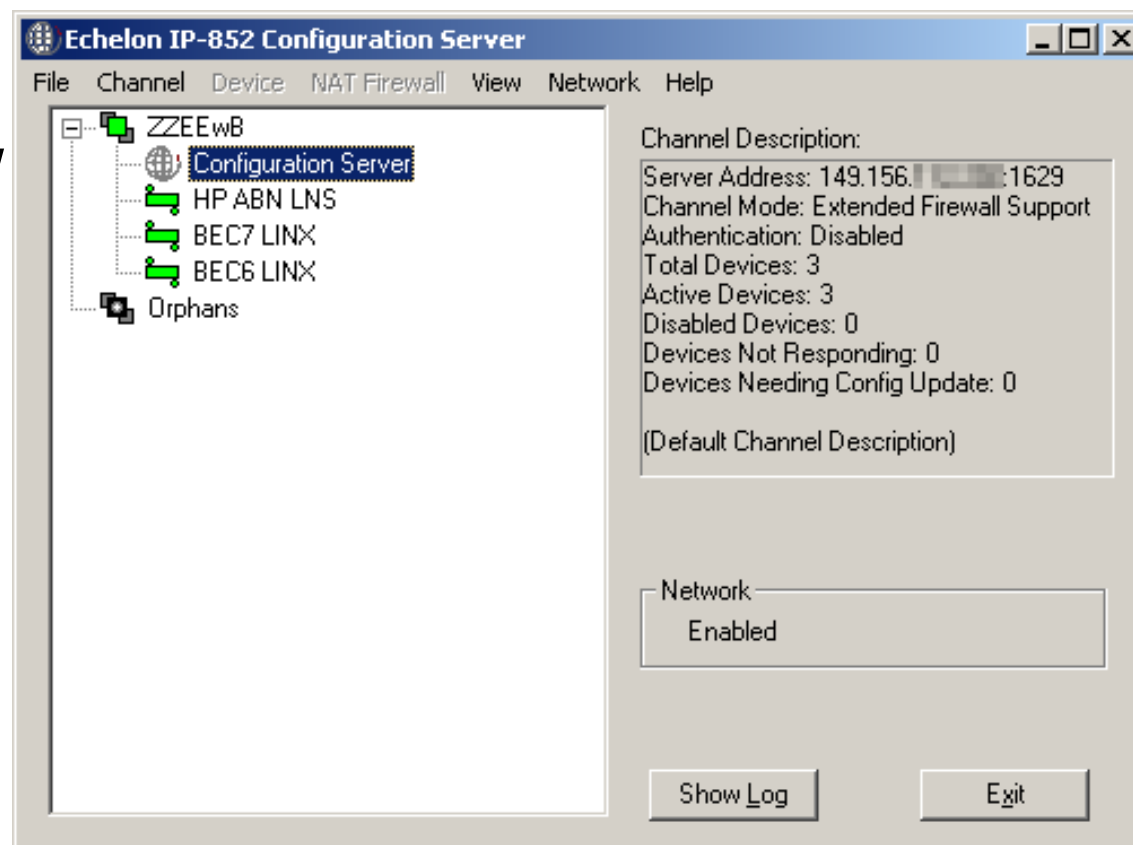 Echelon IP-852 Configuration Server
File Channel Device NAT Firewall View Network Help
ZZEEwB
Configuration Server
HP ABN LNS
BEC7 LINX
BEC6 LINX
Orphans
Channel Description:
Server Address: 149.156. :1629
Channel Mode: Extended Firewall Support
Authentication: Disabled
Total Devices: 3
Active Devices: 3
Disabled Devices: 0
Devices Not Responding: 0
Devices Needing Config Update: 0
(Default Channel Description)
Network
Enabled
Show Log
Exit